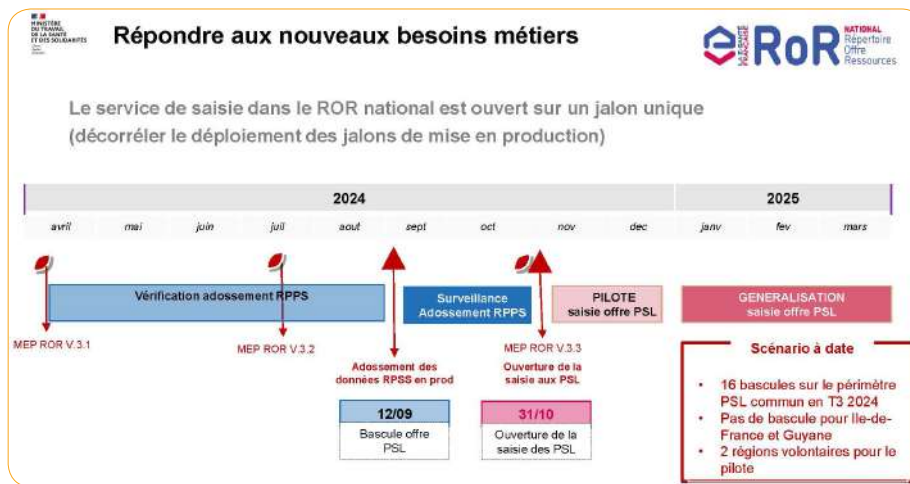 MINISTÈRE
DU TRAVAIL
DE LA SANTÉ
ET DES SOLIDARITÉS
Répondre aux nouveaux besoins métiers
RoR
NATIONAL
Répertoire
Offre
Ressources
Le service de saisie dans le ROR national est ouvert sur un jalon unique
(décorréler le déploiement des jalons de mise en production)
2024
2025
avril
mai
juin
juil
aout
sept
oct
nov
dec
janv
fev
mars
Vérification adossement RPPS
Surveillance
Adossement RPPS
PILOTE
saisie offre PSL
GENERALISATION
saisie offre PSL
MEP ROR V.3.1
MEP ROR V.3.2
Adossement des
données RPSS en prod
MEP ROR V.3.3
Ouverture de la
saisie aux PSL
12/09
Bascule offre
PSL
31/10
Ouverture de la
saisie des PSL
Scénario à date
• 16 bascules sur le périmètre
PSL commun en T3 2024
• Pas de bascule pour Ile-de-
France et Guyane
• 2 régions volontaires pour le
pilote